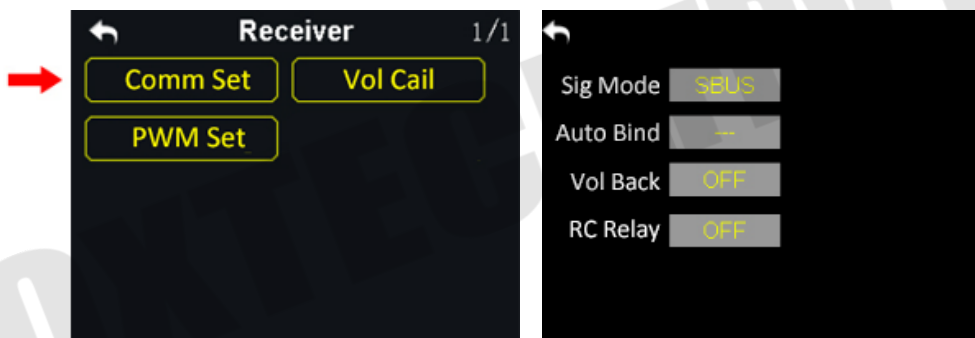 Receiver 1/1
Comm Set Vol Cail
PWM Set
Sig Mode SBUS
Auto Bind ---
Vol Back OFF
RC Relay OFF